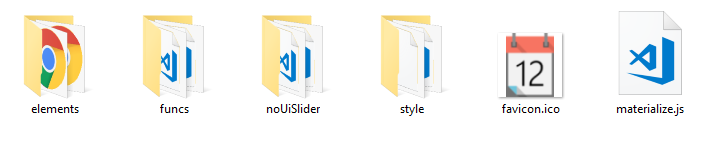 12
elements
funcs
noUiSlider
style
favicon.ico
materialize.js